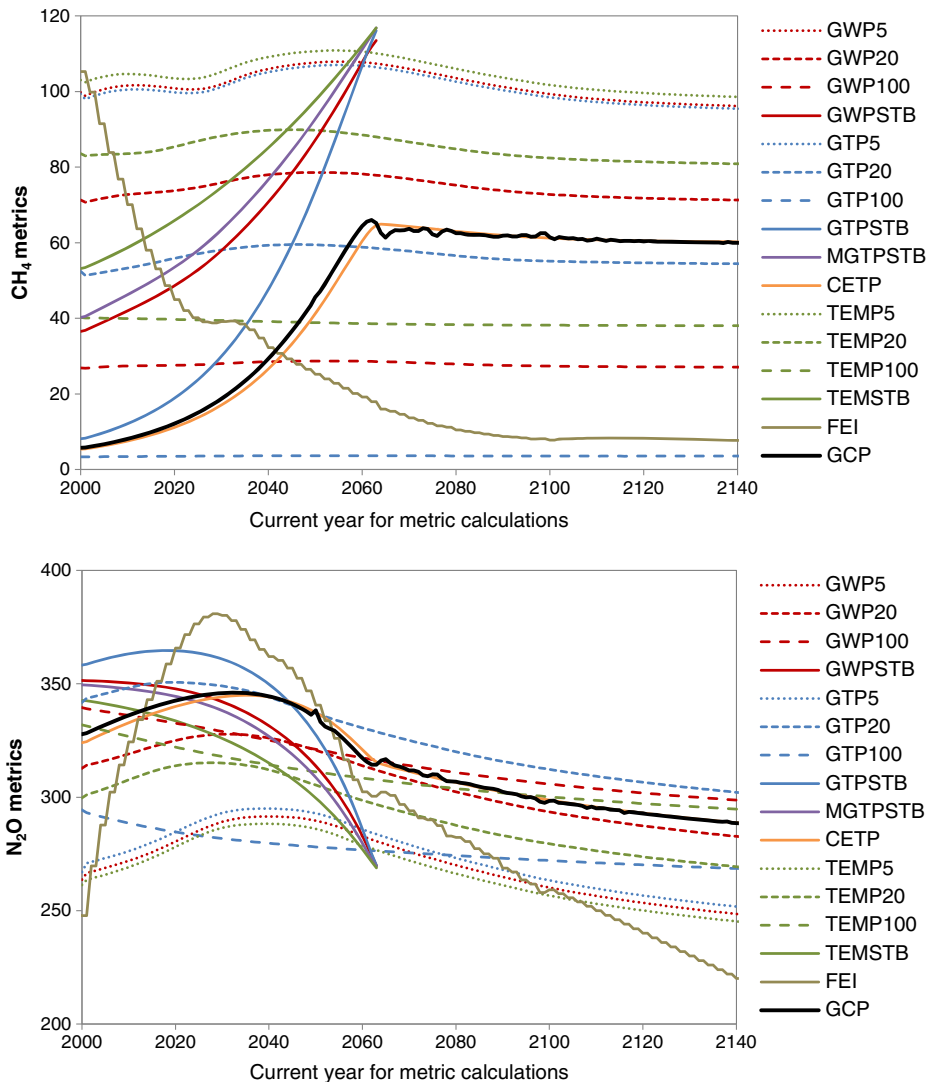 120
100
80
60
40
20
0
CH₄ metrics
2000 2020 2040 2060 2080 2100 2120 2140
Current year for metric calculations
GWP5
GWP20
GWP100
GWPSTB
GTP5
GTP20
GTP100
GTPSTB
MGTPSTB
CETP
TEMP5
TEMP20
TEMP100
TEMSTB
FEI
GCP
400
350
300
250
200
N₂O metrics
2000 2020 2040 2060 2080 2100 2120 2140
Current year for metric calculations
GWP5
GWP20
GWP100
GWPSTB
GTP5
GTP20
GTP100
GTPSTB
MGTPSTB
CETP
TEMP5
TEMP20
TEMP100
TEMSTB
FEI
GCP